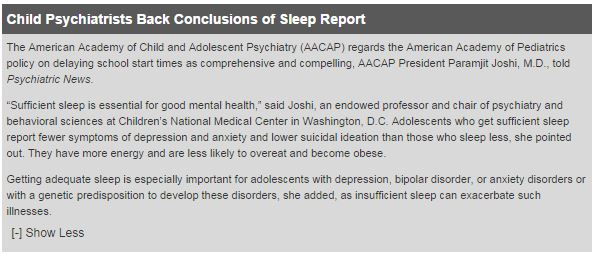 Child Psychiatrists Back Conclusions of Sleep Report
The American Academy of Child and Adolescent Psychiatry (AACAP) regards the American Academy of Pediatrics
policy on delaying school start times as comprehensive and compelling, AACAP President Paramjit Joshi, M.D., told
Psychiatric News.
“Sufficient sleep is essential for good mental health,” said Joshi, an endowed professor and chair of psychiatry and
behavioral sciences at Children’s National Medical Center in Washington, D.C. Adolescents who get sufficient sleep
report fewer symptoms of depression and anxiety and lower suicidal ideation than those who sleep less, she pointed
out. They have more energy and are less likely to overeat and become obese.
Getting adequate sleep is especially important for adolescents with depression, bipolar disorder, or anxiety disorders or
with a genetic predisposition to develop these disorders, she added, as insufficient sleep can exacerbate such
illnesses.
[-] Show Less